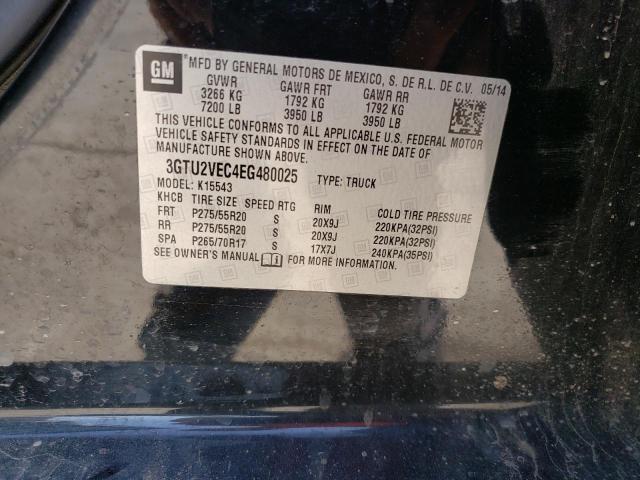 GM
MFD BY GENERAL MOTORS DE MEXICO, S. DE R.L. DE C.V. 05/14
GVWR GAWR FRT GAWR RR
3266 KG 1792 KG 1792 KG
7200 LB 3950 LB 3950 LB
THIS VEHICLE CONFORMS TO ALL APPLICABLE U.S. FEDERAL MOTOR
VEHICLE SAFETY STANDARDS IN EFFECT ON THE DATE OF
MANUFACTURE SHOWN ABOVE.
3GTU2VEC4EG480025 TYPE: TRUCK
MODEL: K15543
KHCB TIRE SIZE SPEED RTG RIM COLD TIRE PRESSURE
FRT P275/55R20 S 20X9J 220KPA(32PSI)
RR P275/55R20 S 20X9J 220KPA(32PSI)
SPA P265/70R17 S 17X7J 240KPA(35PSI)
SEE OWNER'S MANUAL FOR MORE INFORMATION.